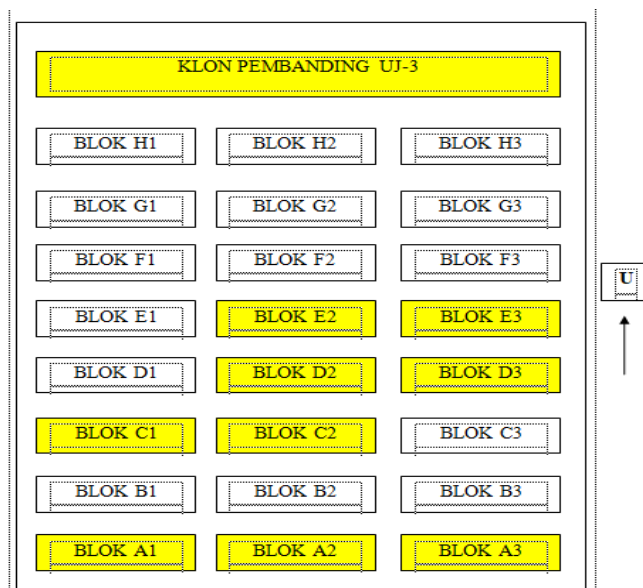 KLON PEMBANDING UJ-3
BLOK H1 BLOK H2 BLOK H3
BLOK G1 BLOK G2 BLOK G3
BLOK F1 BLOK F2 BLOK F3
U
BLOK E1 BLOK E2 BLOK E3
BLOK D1 BLOK D2 BLOK D3
BLOK C1 BLOK C2 BLOK C3
BLOK B1 BLOK B2 BLOK B3
BLOK A1 BLOK A2 BLOK A3